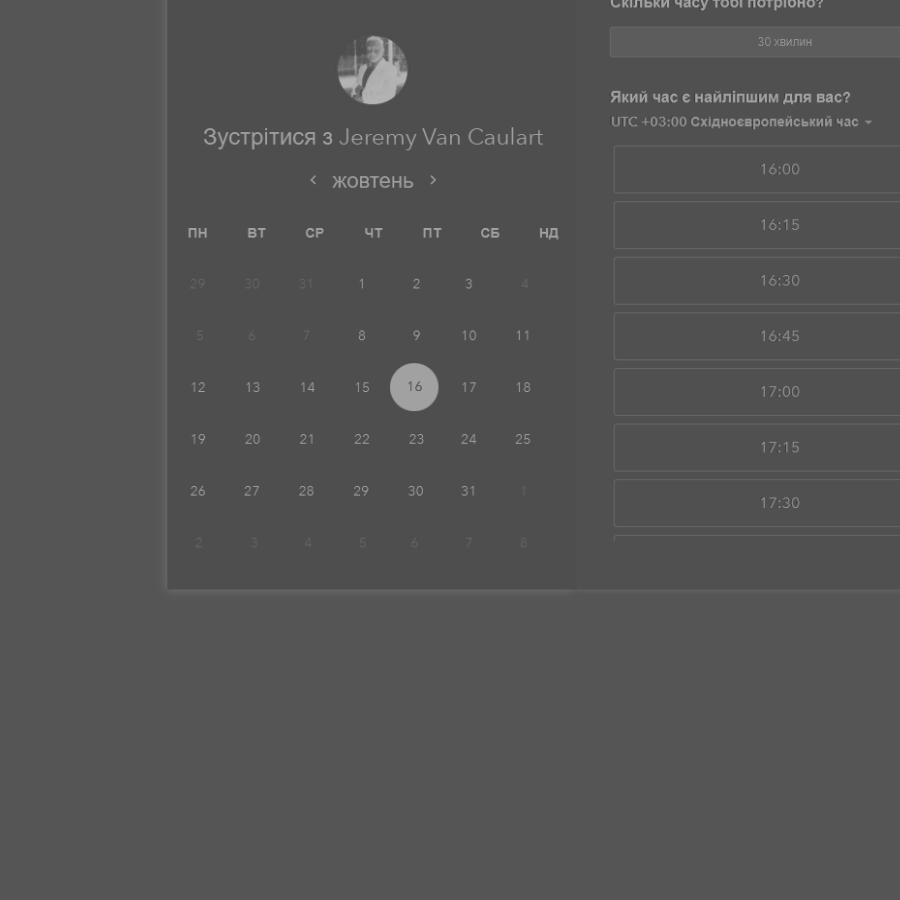 Скільки часу тобі потрібно?
30 хвилин
Зустрітися з Jeremy Van Caulart
жовтень
ПН ВТ СР ЧТ ПТ СБ НД
29 30 31 1 2 3 4
5 6 7 8 9 10 11
12 13 14 15 16 17 18
19 20 21 22 23 24 25
26 27 28 29 30 31 1
2 3 4 5 6 7 8
Який час є найліпшим для вас?
UTC +03:00 Східноєвропейський час
16:00
16:15
16:30
16:45
17:00
17:15
17:30